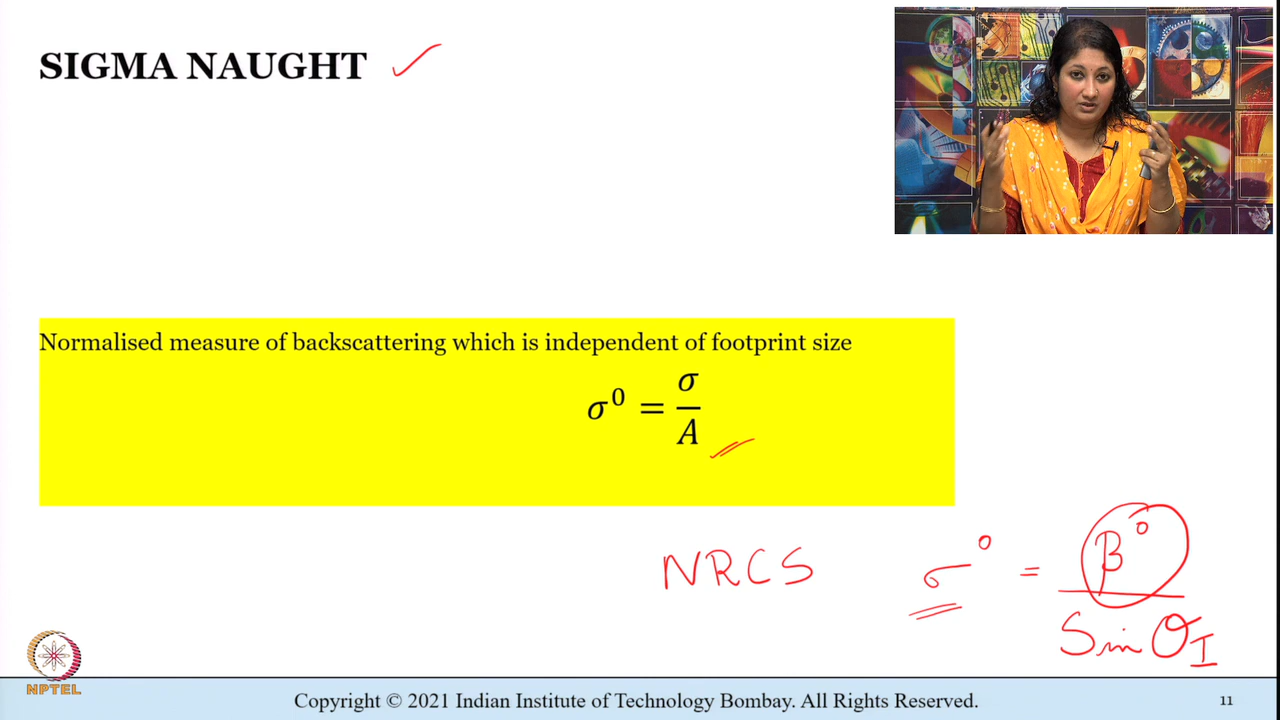 SIGMA NAUGHT
Normalised measure of backscattering which is independent of footprint size
σ⁰ = σ/A
NRCS σ⁰ = β⁰/Sin θ_I
NPTEL
Copyright © 2021 Indian Institute of Technology Bombay. All Rights Reserved.
11